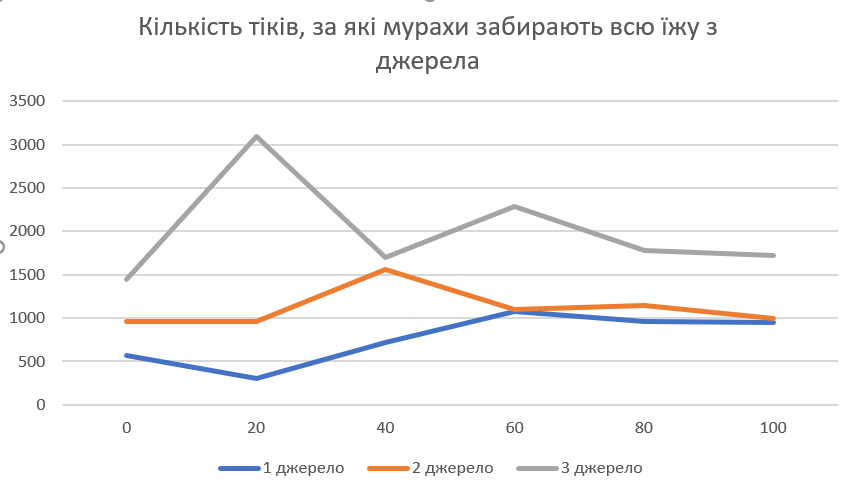 Кількість тіків, за які мурахи забирають всю їжу з
джерела
3500
3000
2500
2000
1500
1000
500
0
0 20 40 60 80 100
1 джерело 2 джерело 3 джерело